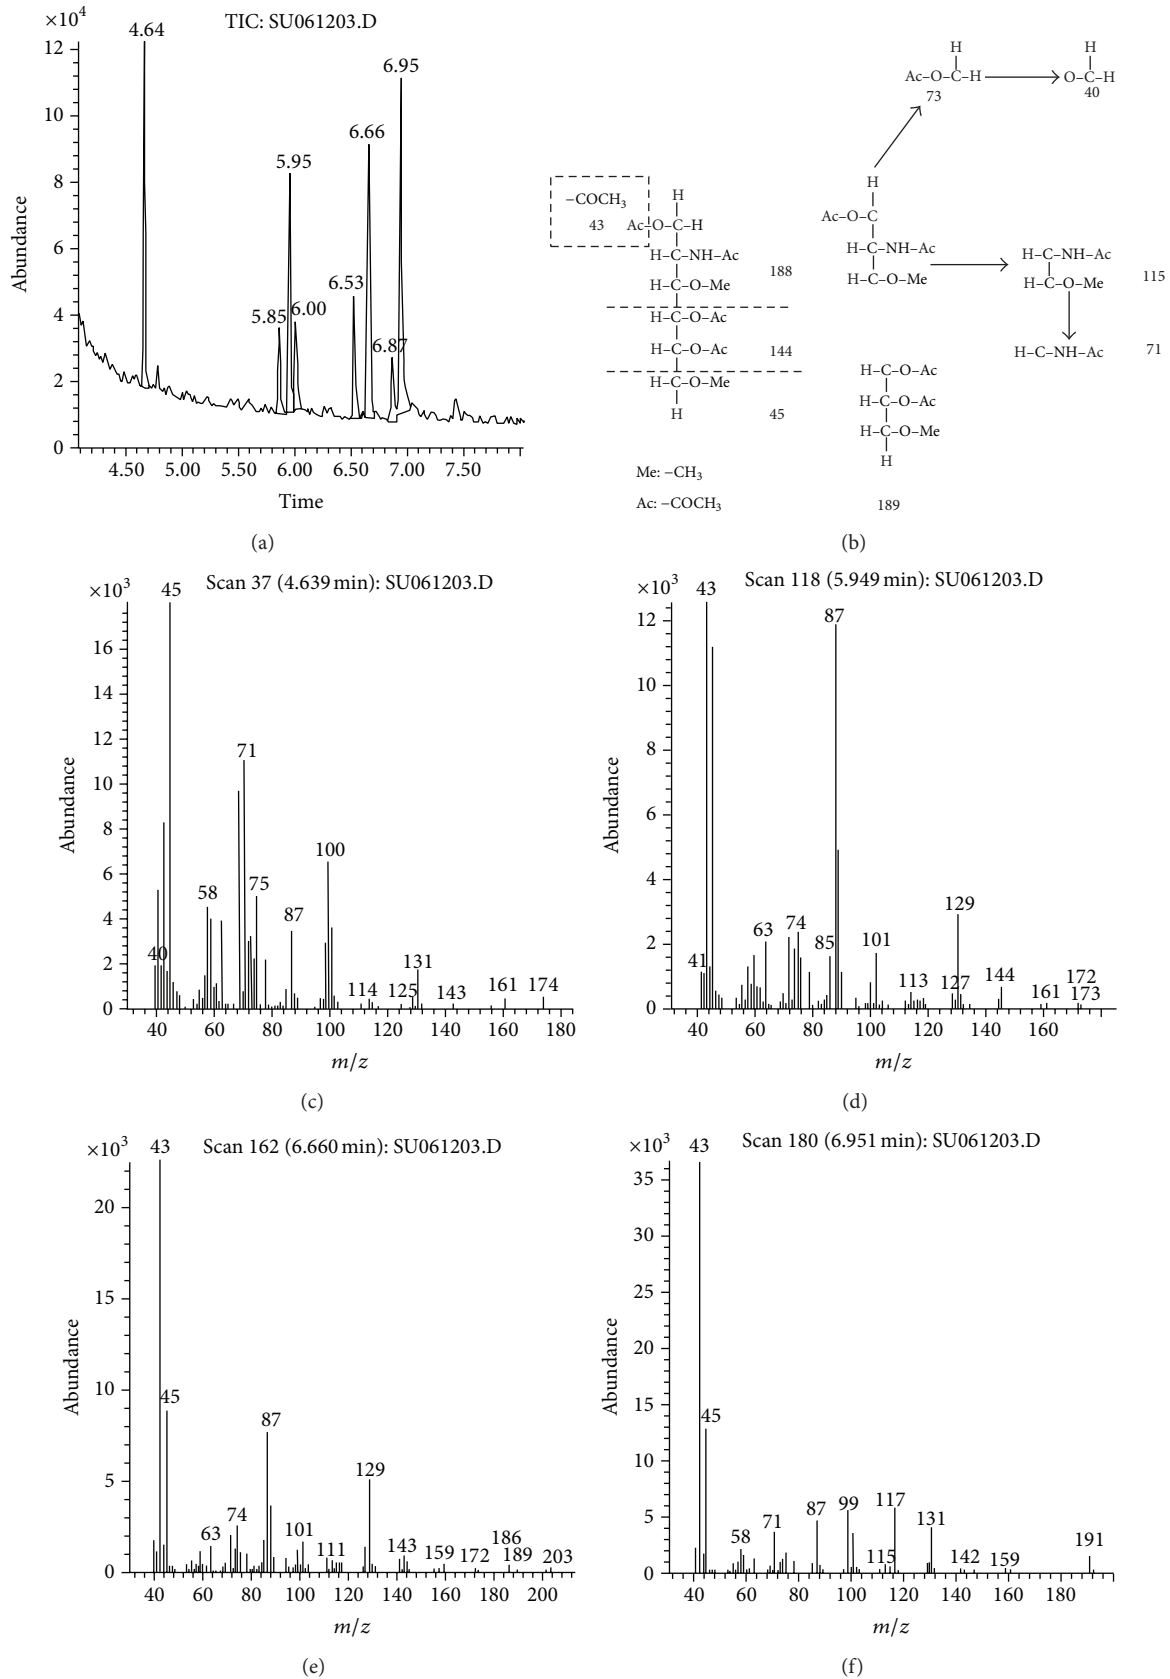 TIC: SU061203.D
×10⁴
12
10
8
6
4
2
0
Abundance
4.64
5.85
5.95
6.00
6.53
6.66
6.87
6.95
4.50 5.00 5.50 6.00 6.50 7.00 7.50
Time
(a)
H
Ac–O–C–H
73
H
O–C–H
40
–COCH₃
43
H
Ac–O–C–H
H–C–NH–Ac
188
H–C–O–Me
H–C–O–Ac
H–C–O–Ac
144
H–C–O–Me
H
45
H
Ac–O–C
H–C–NH–Ac
H–C–O–Me
H–C–NH–Ac
H–C–O–Me
115
H–C–NH–Ac
71
H–C–O–Ac
H–C–O–Ac
H–C–O–Me
H
189
Me: –CH₃
Ac: –COCH₃
(b)
Scan 37 (4.639 min): SU061203.D
×10³
16
14
12
10
8
6
4
2
0
Abundance
40
45
58
71
75
87
100
114
125
131
143
161
174
40 60 80 100 120 140 160 180
m/z
(c)
Scan 118 (5.949 min): SU061203.D
×10³
12
10
8
6
4
2
0
Abundance
41
43
63
74
85
87
101
113
127
129
144
161
172
173
40 60 80 100 120 140 160
m/z
(d)
Scan 162 (6.660 min): SU061203.D
×10³
20
15
10
5
0
Abundance
43
45
63
74
87
101
111
129
143
159
172
186
189
203
40 60 80 100 120 140 160 180 200
m/z
(e)
Scan 180 (6.951 min): SU061203.D
×10³
35
30
25
20
15
10
5
0
Abundance
43
45
58
71
87
99
115
117
131
142
159
191
40 60 80 100 120 140 160 180 200
m/z
(f)